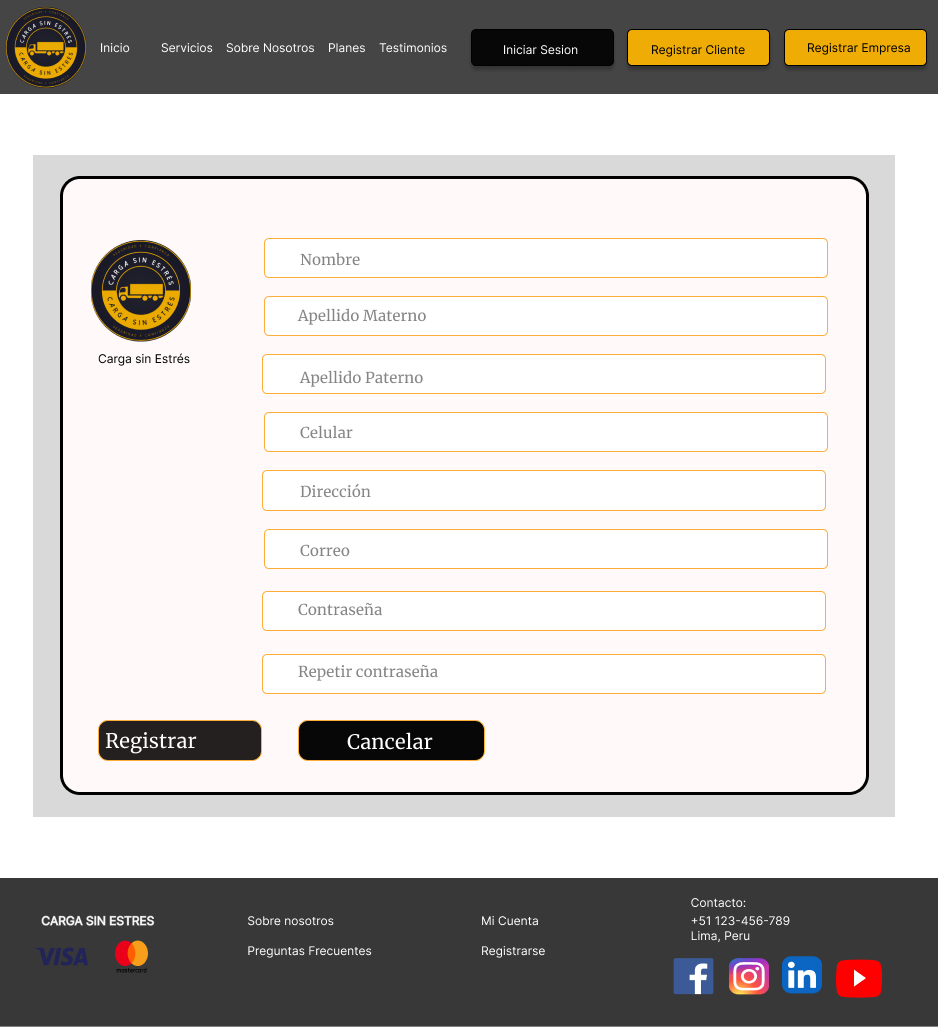 CARGA SIN ESTRÉS
CARGA SIN ESTRÉS
Inicio
Servicios
Sobre Nosotros
Planes
Testimonios
Iniciar Sesion
Registrar Cliente
Registrar Empresa
CARGA SIN ESTRÉS
CARGA SIN ESTRÉS
Carga sin Estrés
Nombre
Apellido Materno
Apellido Paterno
Celular
Dirección
Correo
Contraseña
Repetir contraseña
Registrar
Cancelar
CARGA SIN ESTRES
VISA
mastercard
Sobre nosotros
Preguntas Frecuentes
Mi Cuenta
Registrarse
Contacto:
+51 123-456-789
Lima, Peru
f
in